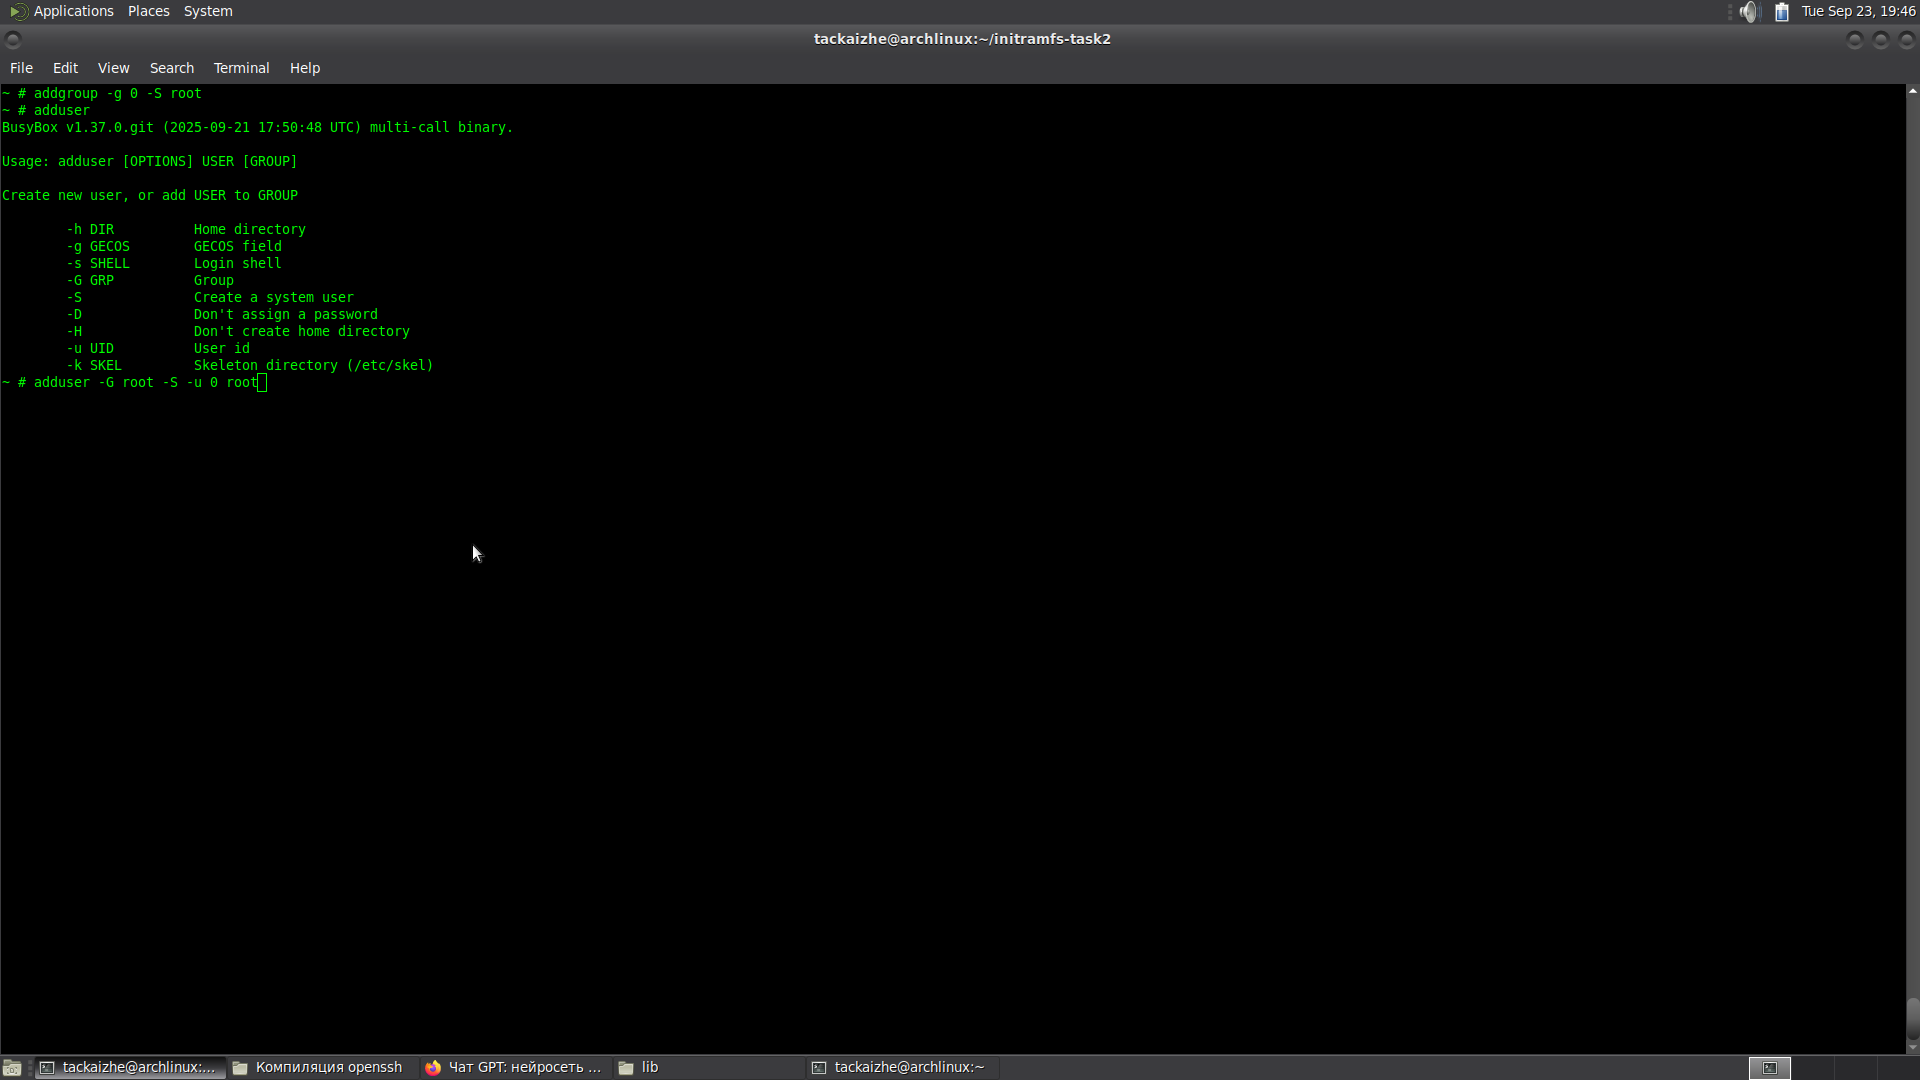 Applications Places System Tue Sep 23, 19:46
tackaizhe@archlinux:~/initramfs-task2
File Edit View Search Terminal Help
~ # addgroup -g 0 -S root
~ # adduser
BusyBox v1.37.0.git (2025-09-21 17:50:48 UTC) multi-call binary.
Usage: adduser [OPTIONS] USER [GROUP]
Create new user, or add USER to GROUP
-h DIR Home directory
-g GECOS GECOS field
-s SHELL Login shell
-G GRP Group
-S Create a system user
-D Don't assign a password
-H Don't create home directory
-u UID User id
-k SKEL Skeleton directory (/etc/skel)
~ # adduser -G root -S -u 0 root
tackaizhe@archlinux:... Компиляция openssh Чат GPT: нейросеть ... lib tackaizhe@archlinux:~